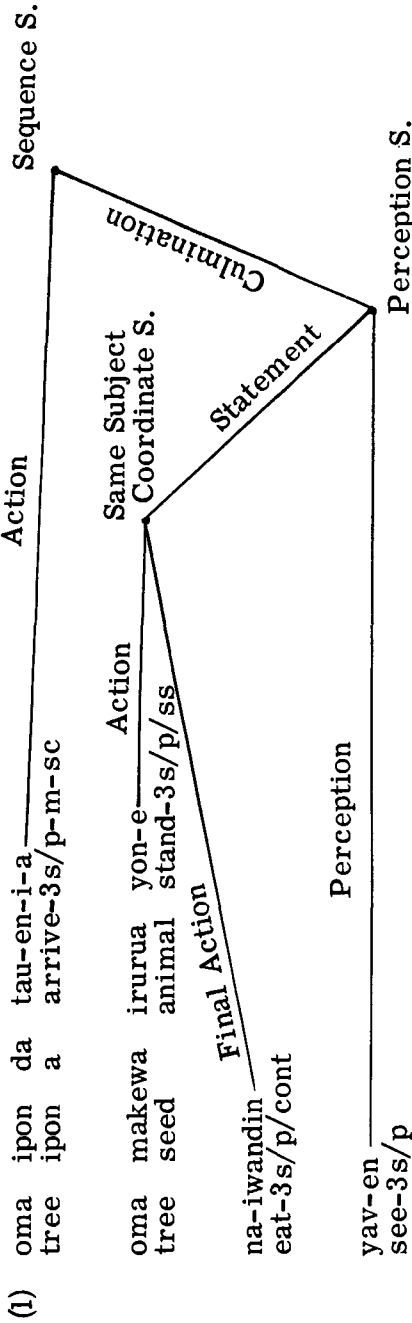 (1) oma ipon da tau-en-i-a Action Sequence S.
tree ipon a arrive-3s/p-m-sc
Culmination
Same Subject
Coordinate S.
oma makewa irurua yon-e Action
tree seed animal stand-3s/p/ss
Statement
Final Action
na-iwandin
eat-3s/p/cont
Perception
yav-en
see-3s/p
Perception S.